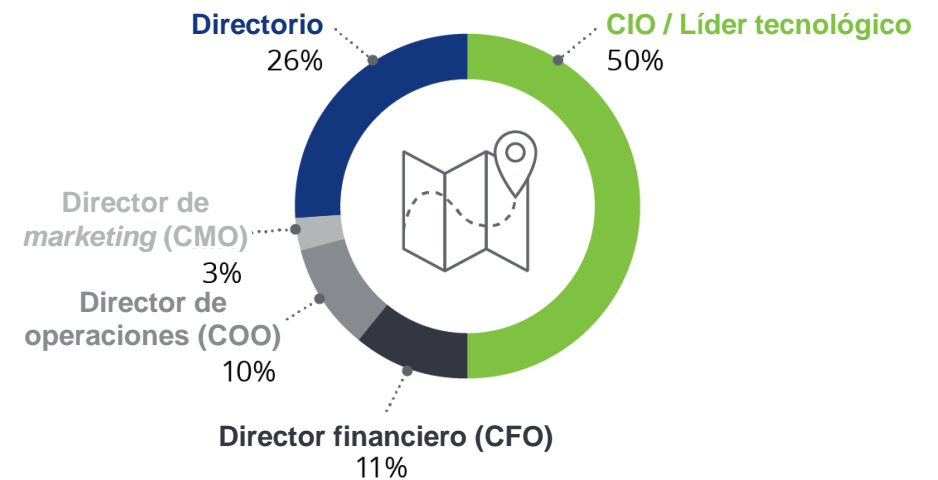 Directorio
26%
CIO / Líder tecnológico
50%
Director de
marketing (CMO)
3%
Director de
operaciones (COO)
10%
Director financiero (CFO)
11%